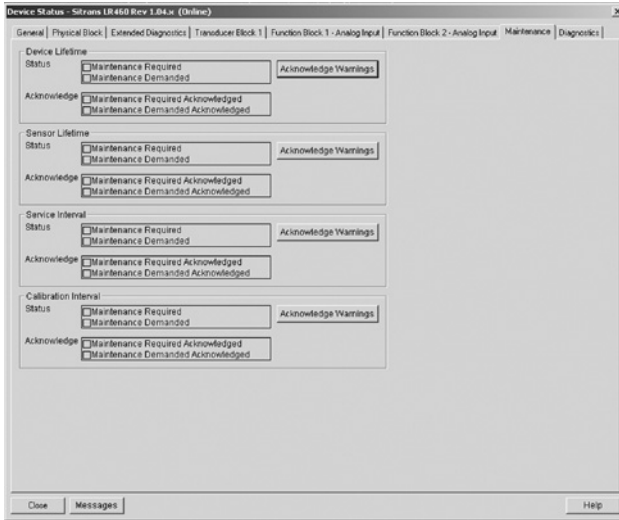 Device Status - Sitrans LR460 Rev 1.04.x (Online)
General Physical Block Extended Diagnostics Transducer Block 1 Function Block 1 - Analog Input Function Block 2 - Analog Input Maintenance Diagnostics
Device Lifetime
Status Maintenance Required Acknowledge Warnings
Maintenance Demanded
Acknowledge Maintenance Required Acknowledged
Maintenance Demanded Acknowledged
Sensor Lifetime
Status Maintenance Required Acknowledge Warnings
Maintenance Demanded
Acknowledge Maintenance Required Acknowledged
Maintenance Demanded Acknowledged
Service Interval
Status Maintenance Required Acknowledge Warnings
Maintenance Demanded
Acknowledge Maintenance Required Acknowledged
Maintenance Demanded Acknowledged
Calibration Interval
Status Maintenance Required Acknowledge Warnings
Maintenance Demanded
Acknowledge Maintenance Required Acknowledged
Maintenance Demanded Acknowledged
Close Messages Help